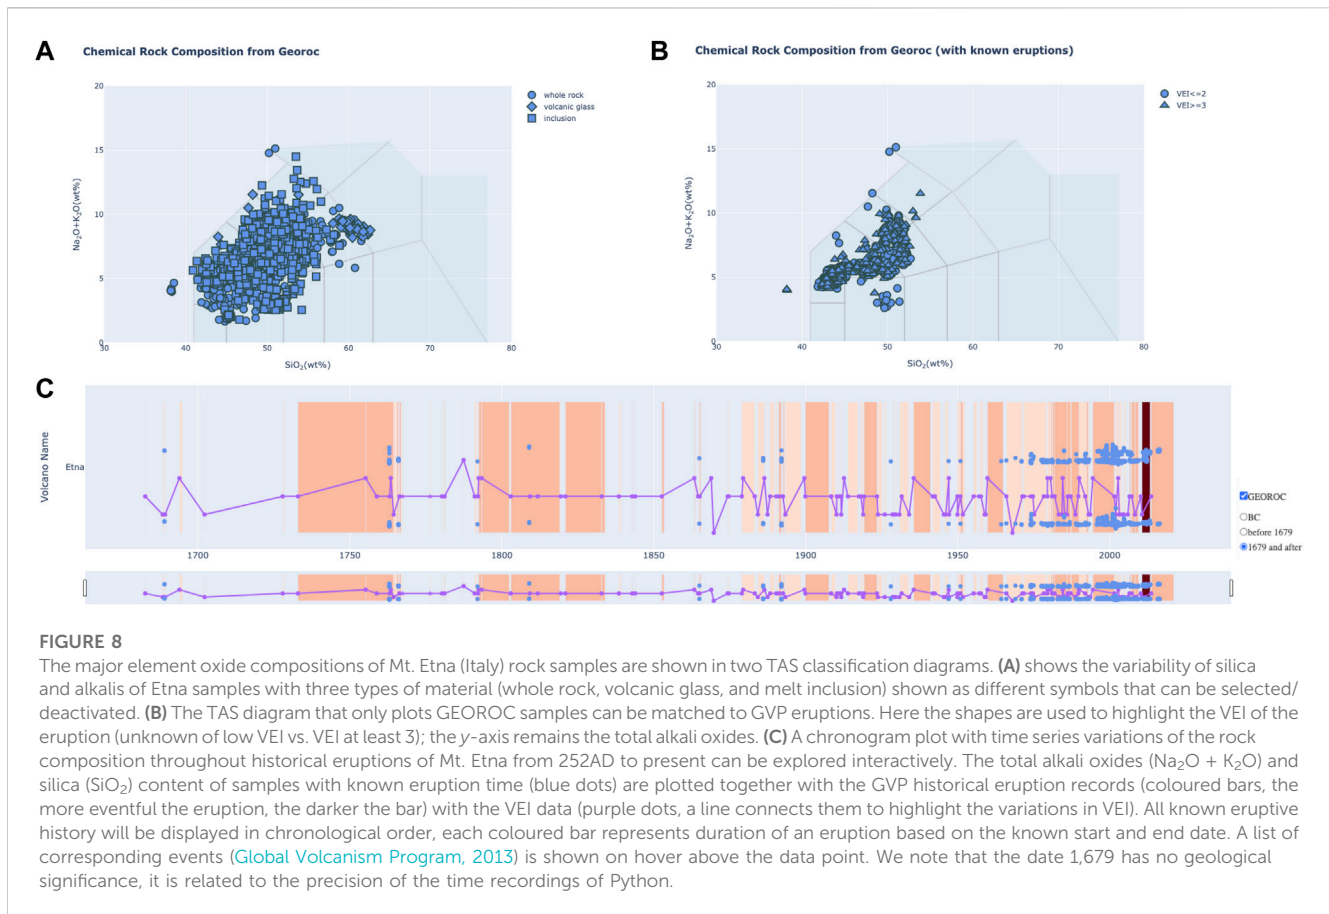 A
Chemical Rock Composition from Georoc
20
15
10
5
0
Na2O+K2O(wt%)
30 40 50 60 70 80
SiO2(wt%)
whole rock
volcanic glass
inclusion
B
Chemical Rock Composition from Georoc (with known eruptions)
20
15
10
5
0
Na2O+K2O(wt%)
30 40 50 60 70 80
SiO2(wt%)
VEI<=2
VEI>=3
C
Volcano Name
Etna
1700 1750 1800 1850 1900 1950 2000
GEOROC
BC
before 1679
1679 and after
FIGURE 8
The major element oxide compositions of Mt. Etna (Italy) rock samples are shown in two TAS classification diagrams. (A) shows the variability of silica
and alkalis of Etna samples with three types of material (whole rock, volcanic glass, and melt inclusion) shown as different symbols that can be selected/
deactivated. (B) The TAS diagram that only plots GEOROC samples can be matched to GVP eruptions. Here the shapes are used to highlight the VEI of the
eruption (unknown of low VEI vs. VEI at least 3); the y-axis remains the total alkali oxides. (C) A chronogram plot with time series variations of the rock
composition throughout historical eruptions of Mt. Etna from 252AD to present can be explored interactively. The total alkali oxides (Na2O + K2O) and
silica (SiO2) content of samples with known eruption time (blue dots) are plotted together with the GVP historical eruption records (coloured bars, the
more eventful the eruption, the darker the bar) with the VEI data (purple dots, a line connects them to highlight the variations in VEI). All known eruptive
history will be displayed in chronological order, each coloured bar represents duration of an eruption based on the known start and end date. A list of
corresponding events (Global Volcanism Program, 2013) is shown on hover above the data point. We note that the date 1,679 has no geological
significance, it is related to the precision of the time recordings of Python.